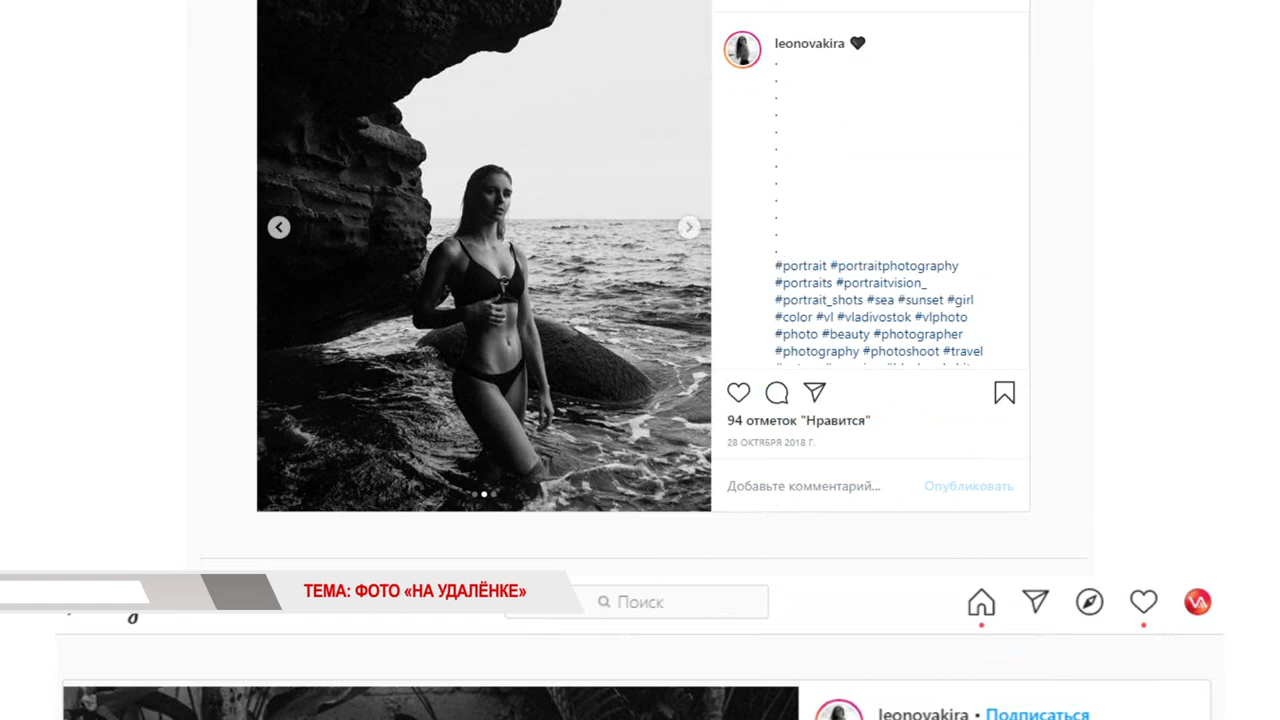 leonovakira 🖤
.
.
.
.
.
.
.
.
.
.
.
.
#portrait #portraitphotography
#portraits #portraitvision_
#portrait_shots #sea #sunset #girl
#color #vl #vladivostok #vlphoto
#photo #beauty #photographer
#photography #photoshoot #travel
94 отметок "Нравится"
28 ОКТЯБРЯ 2018 Г.
Добавьте комментарий... Опубликовать
ТЕМА: ФОТО «НА УДАЛЁНКЕ»
Поиск
VA
leonovakira • Подписаться